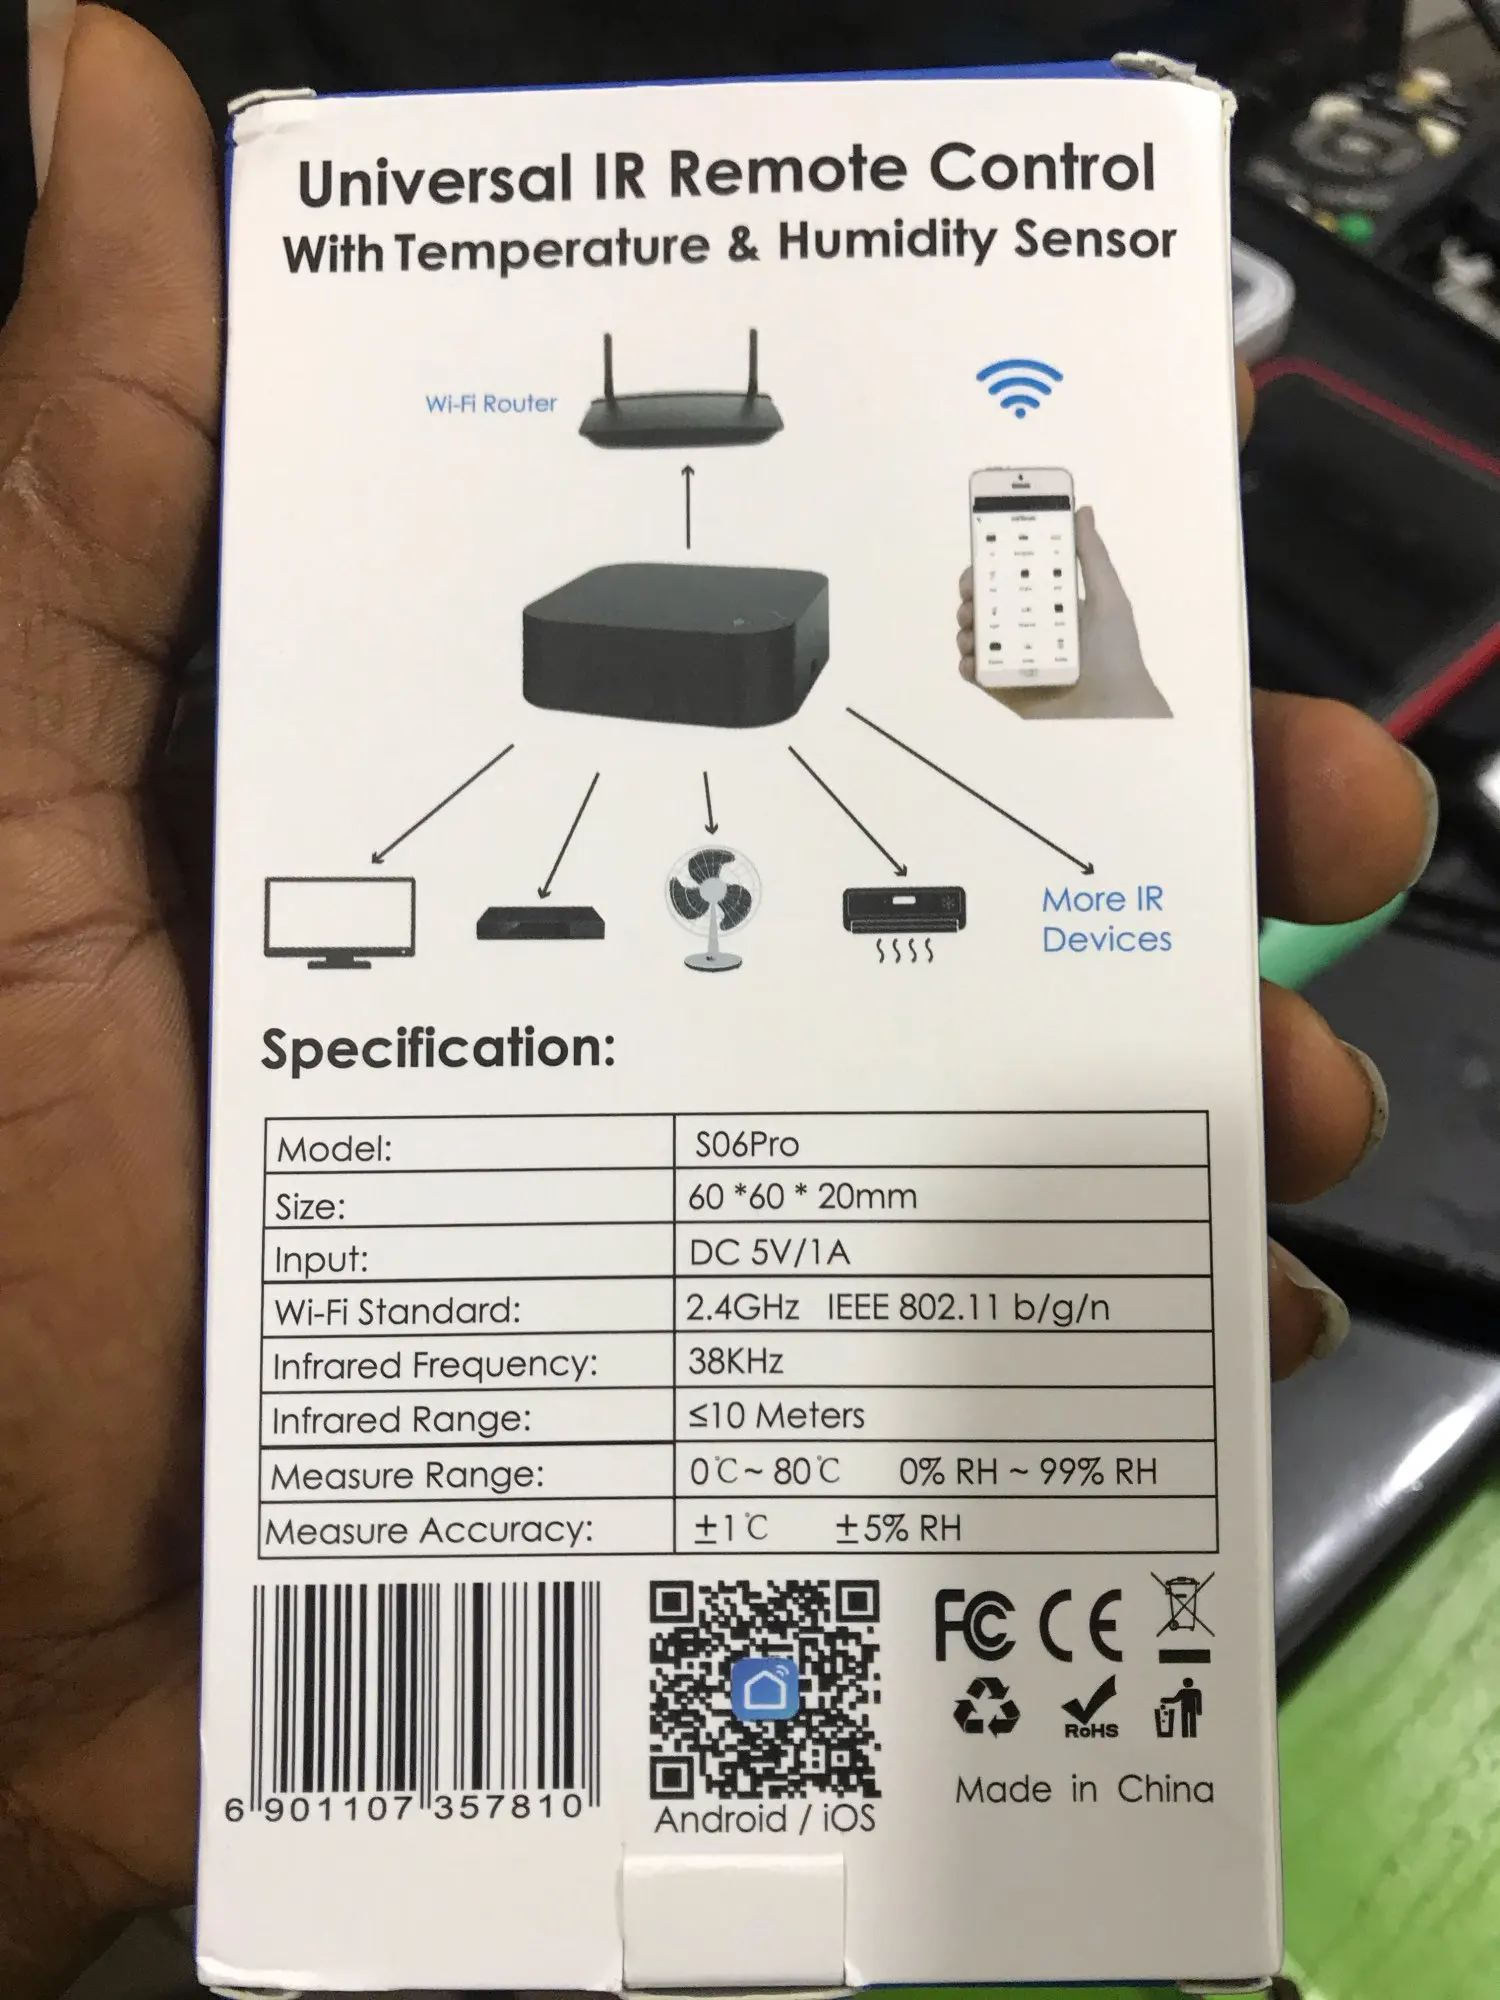 Universal IR Remote Control
With Temperature & Humidity Sensor
Wi-Fi Router
More IR
Devices
Specification:
Model: S06Pro
Size: 60 *60 * 20mm
Input: DC 5V/1A
Wi-Fi Standard: 2.4GHz IEEE 802.11 b/g/n
Infrared Frequency: 38KHz
Infrared Range: ≤10 Meters
Measure Range: 0℃~ 80℃ 0% RH ~ 99% RH
Measure Accuracy: ±1℃ ±5% RH
FC CE
RoHS
Made in China
6 901107 357810
Android / iOS